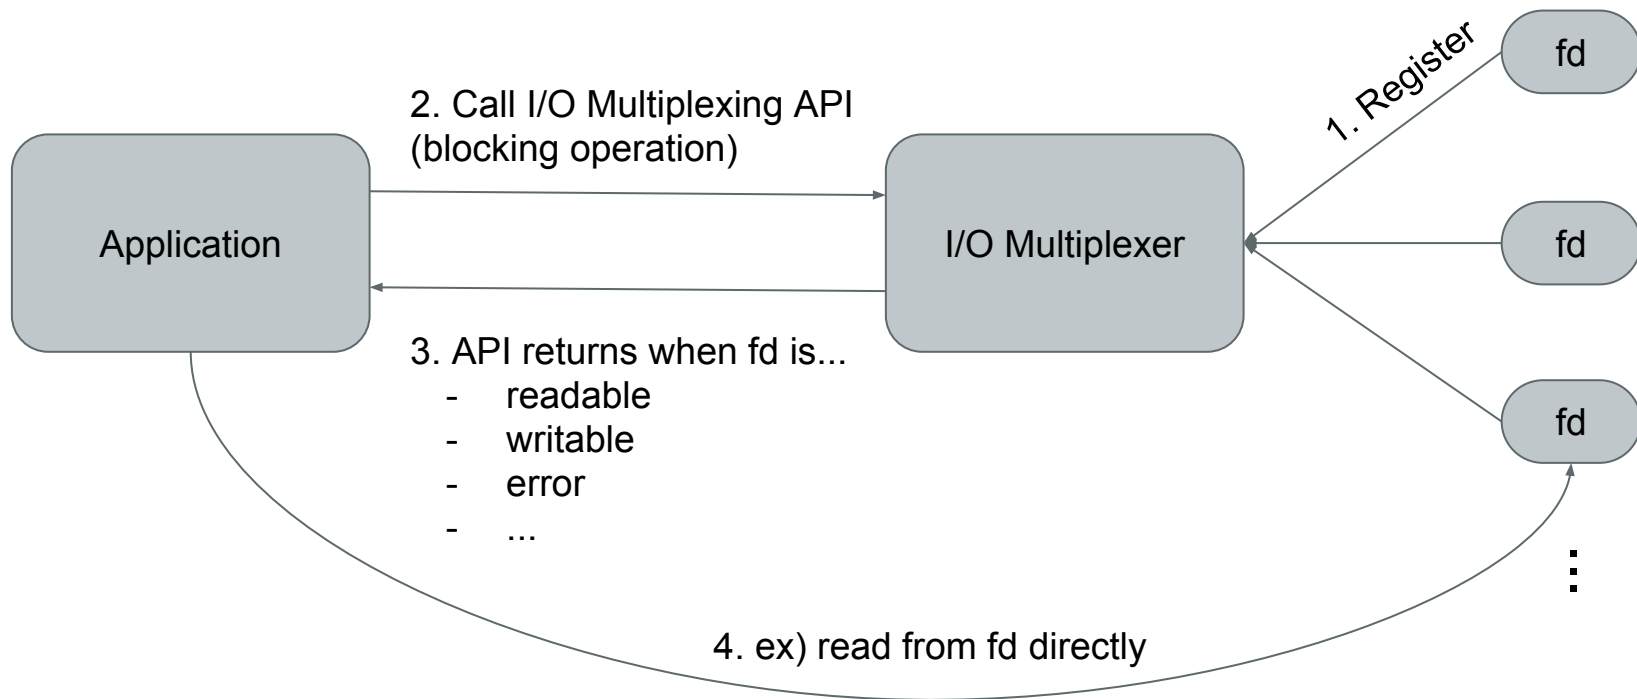 fd
1. Register
2. Call I/O Multiplexing API
(blocking operation)
Application
I/O Multiplexer
fd
3. API returns when fd is...
- readable
- writable
- error
- ...
fd
⋮
4. ex) read from fd directly